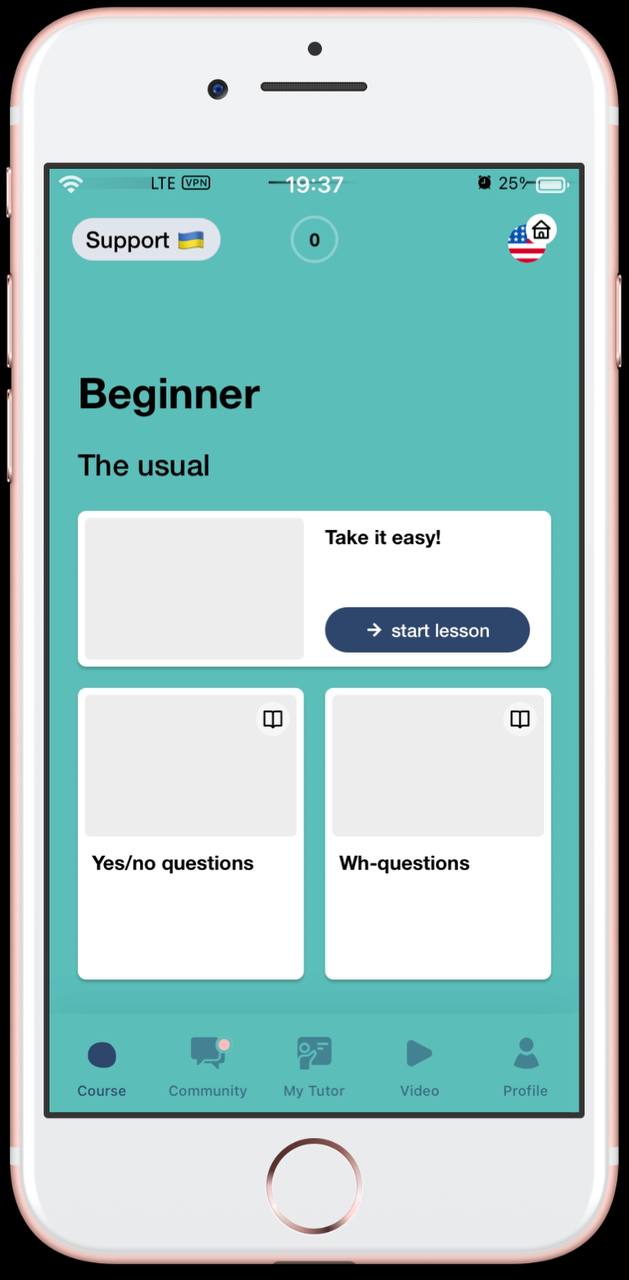 LTE VPN 19:37 25%
Support 🇺🇦 0
Beginner
The usual
Take it easy!
→ start lesson
Yes/no questions
Wh-questions
Course
Community
My Tutor
Video
Profile